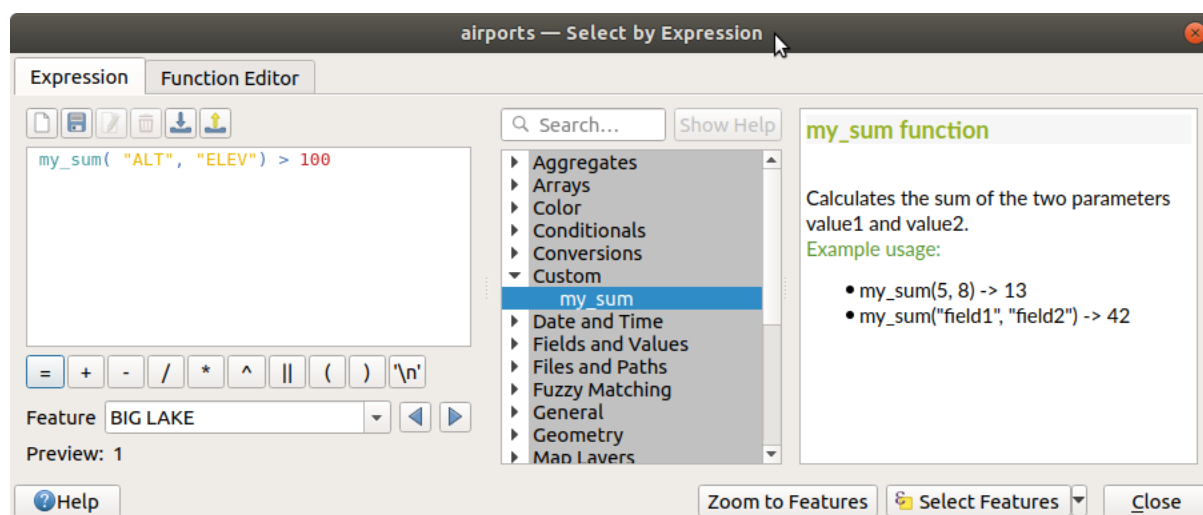 airports — Select by Expression
Expression
Function Editor
my_sum( "ALT", "ELEV") > 100
= + - / * ^ || ( ) '\n'
Feature BIG LAKE
Preview: 1
Search...
Show Help
Aggregates
Arrays
Color
Conditionals
Conversions
Custom
my_sum
Date and Time
Fields and Values
Files and Paths
Fuzzy Matching
General
Geometry
Map Layers
my_sum function
Calculates the sum of the two parameters
value1 and value2.
Example usage:
• my_sum(5, 8) -> 13
• my_sum("field1", "field2") -> 42
Help
Zoom to Features
Select Features
Close